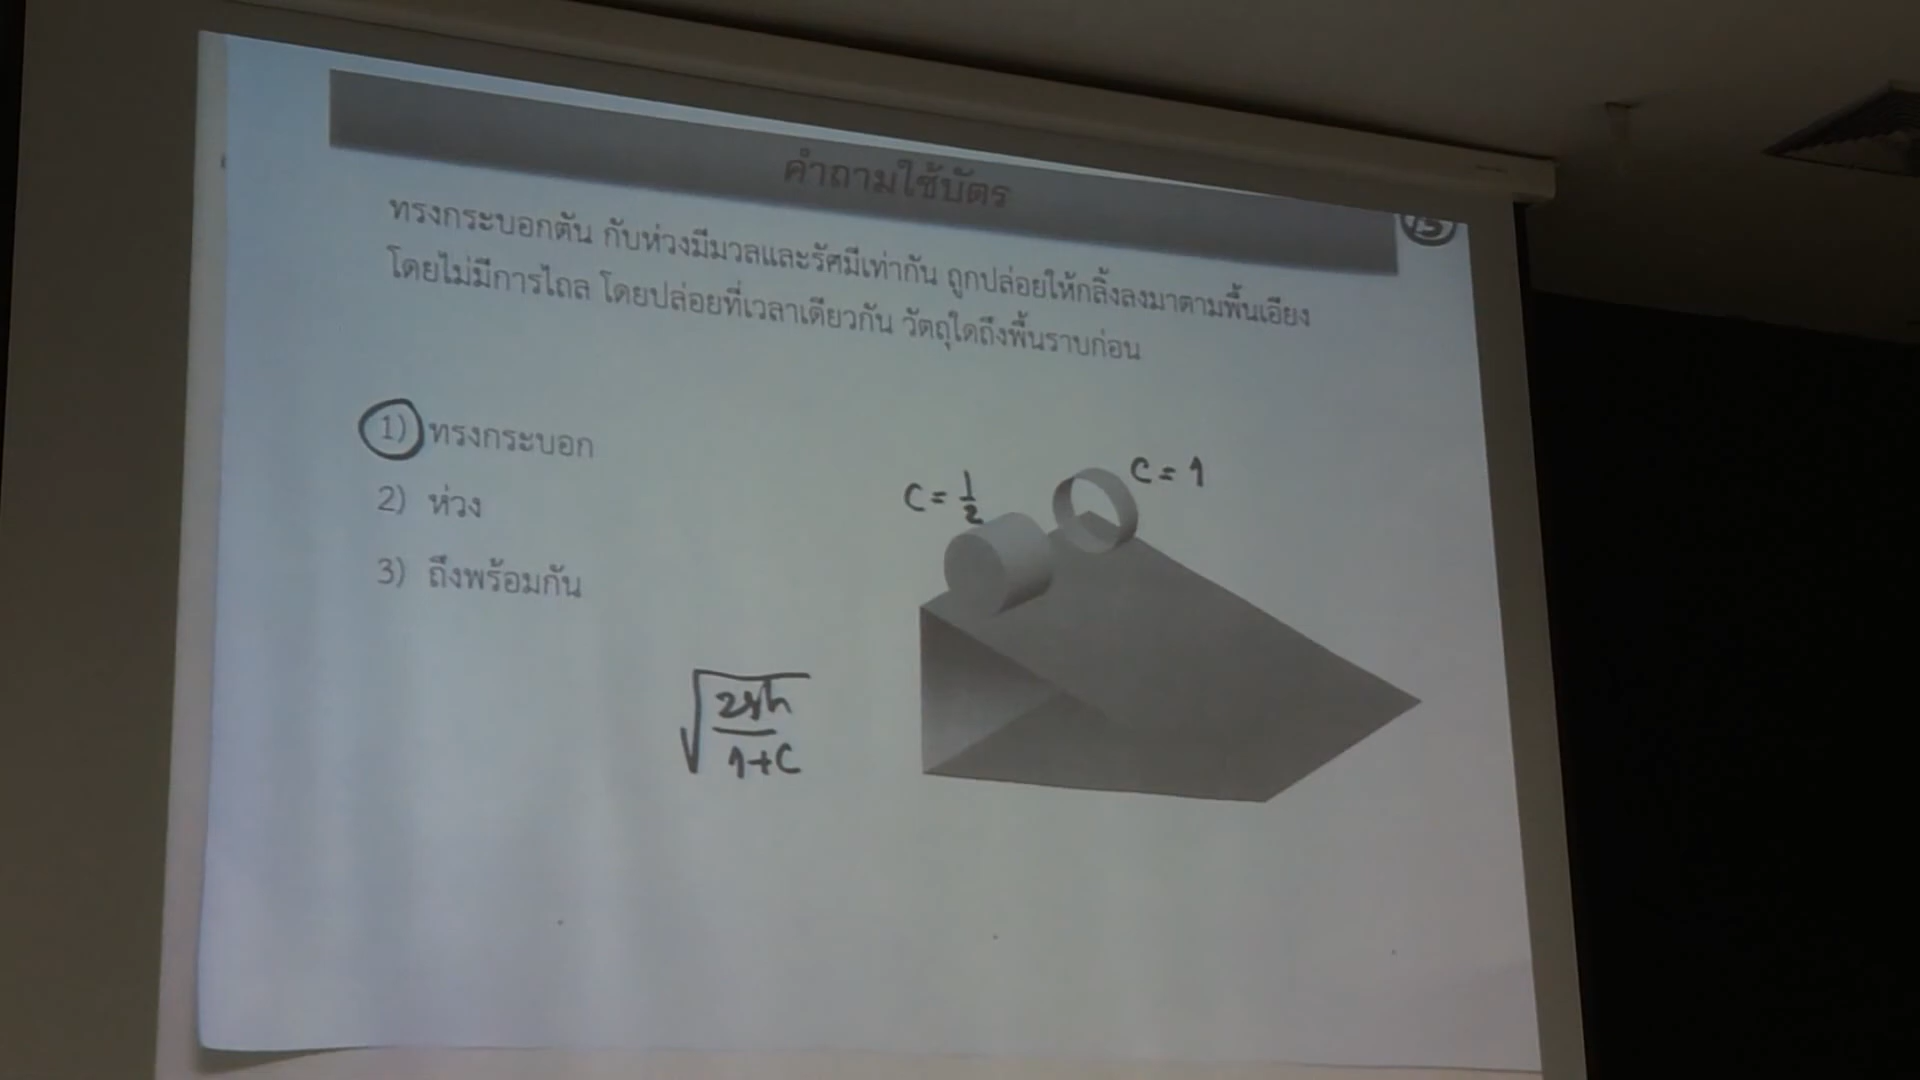 คำถามใช้บัตร
13
ทรงกระบอกตัน กับห่วงมีมวลและรัศมีเท่ากัน ถูกปล่อยให้กลิ้งลงมาตามพื้นเอียง
โดยไม่มีการไถล โดยปล่อยที่เวลาเดียวกัน วัตถุใดถึงพื้นราบก่อน
1) ทรงกระบอก
2) ห่วง
3) ถึงพร้อมกัน
C = 1/2
C = 1
√(2gh/(1+C))